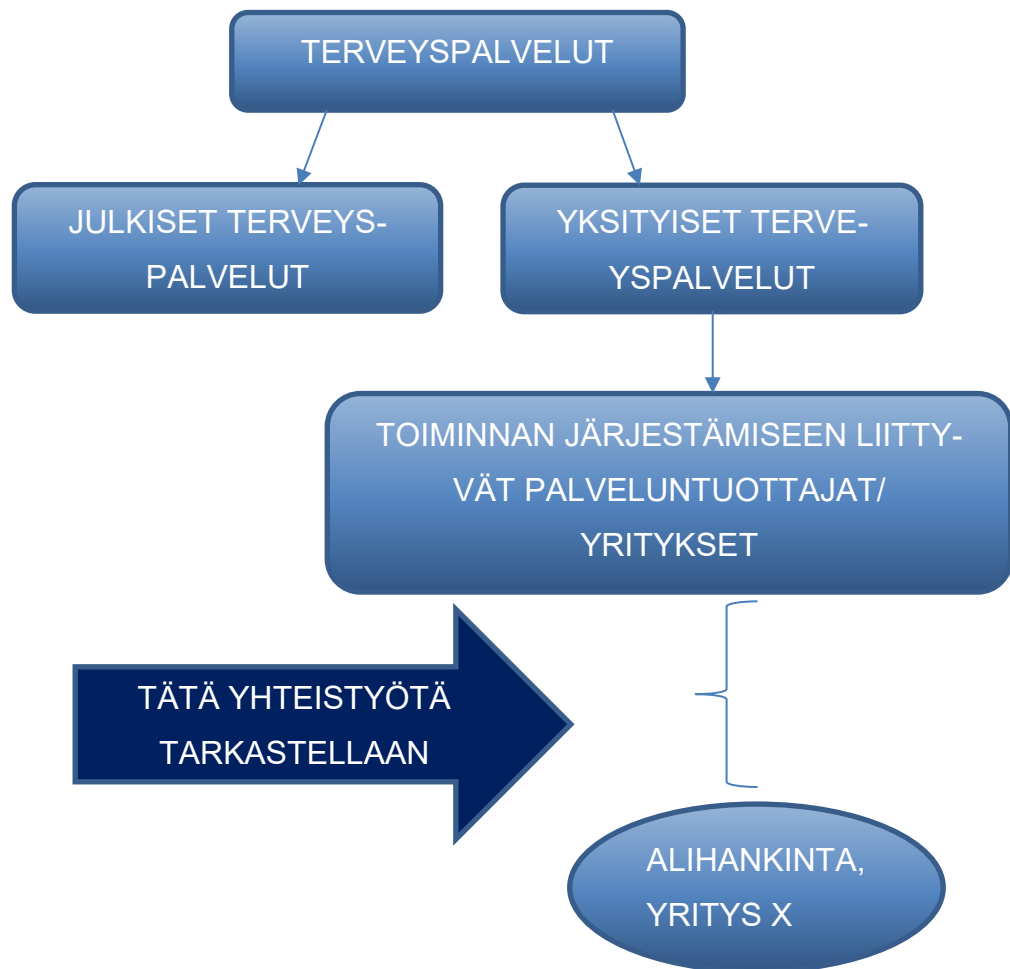 TERVEYSPALVELUT
JULKISET TERVEYS-
PALVELUT
YKSITYISET TERVE-
YSPALVELUT
TOIMINNAN JÄRJESTÄMISEEN LIITTY-
VÄT PALVELUNTUOTTAJAT/
YRITYKSET
TÄTÄ YHTEISTYÖTÄ
TARKASTELLAAN
ALIHANKINTA,
YRITYS X